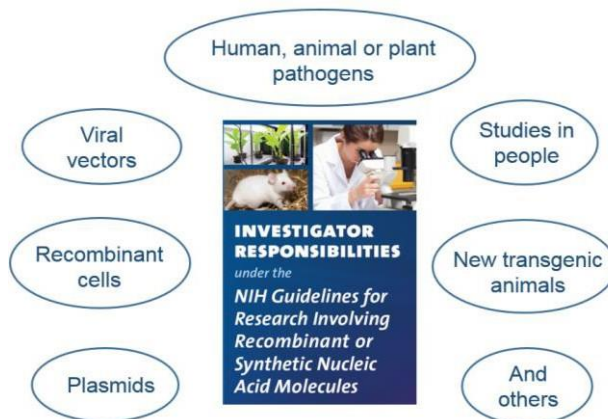 Human, animal or plant
pathogens
Viral
vectors
Studies in
people
Recombinant
cells
New transgenic
animals
Plasmids
And
others
INVESTIGATOR
RESPONSIBILITIES
under the
NIH Guidelines for
Research Involving
Recombinant or
Synthetic Nucleic
Acid Molecules